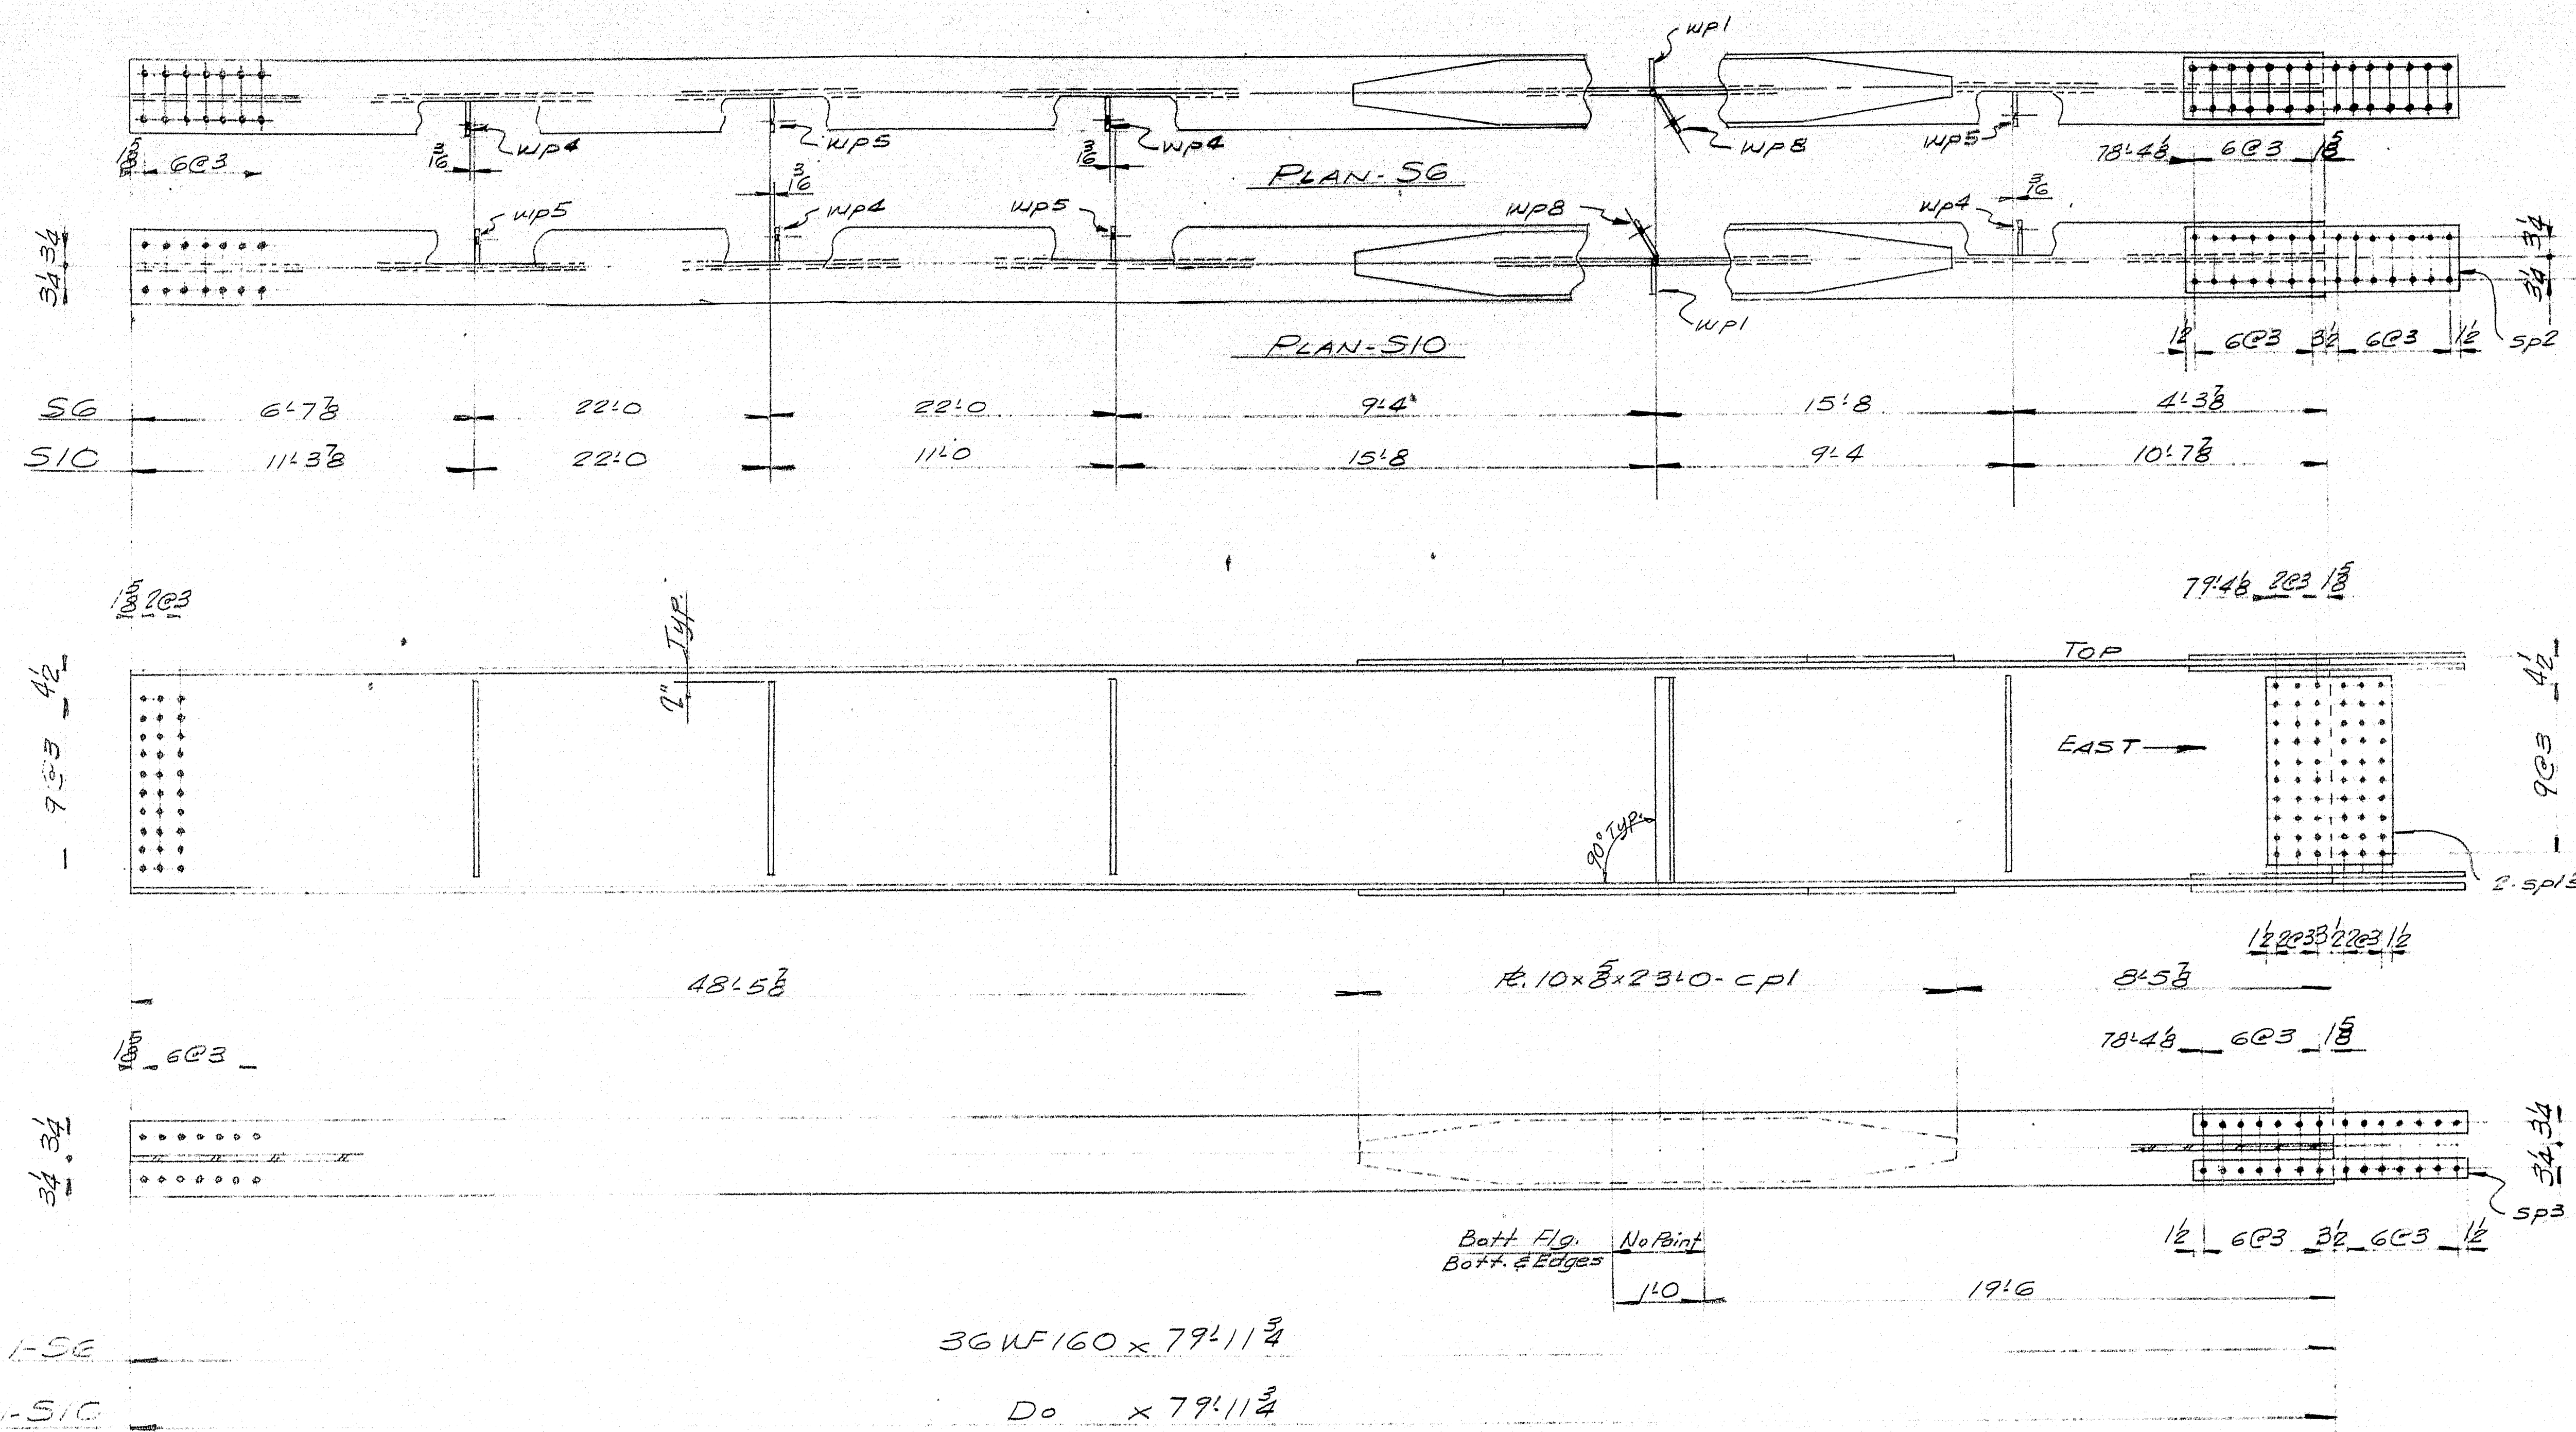 wp1
wp4
wp5
wp4
wp8
wp5
1 5/8
6@3
3/16
3/16
78'-4 1/8
6@3
1 5/8
PLAN-S6
3/16
3/16
wp5
wp4
wp5
wp8
wp4
3 1/4 3 1/4
3 1/4 3 1/4
wp1
PLAN-S10
1 1/2 6@3 3 1/2 6@3 1 1/2
sp2
S6 6'-7 7/8 22'-0 22'-0 9'-4 15'-8 4'-3 7/8
S10 11'-3 7/8 22'-0 11'-0 15'-8 9'-4 10'-7 7/8
1 5/8 2@3
2" Typ.
79'-4 1/8 2@3 1 5/8
TOP
4 1/2
9@3
4 1/2
9@3
EAST
90° Typ.
1 1/2 2@3 3 1/2 2@3 1 1/2
48'-5 7/8
PL 10x5/8x23'-0-cp1
8'-5 7/8
1 5/8 6@3
78'-4 1/8 6@3 1 5/8
3 1/4 3 1/4
3 1/4 3 1/4
sp3
Bott Flg.
Bott. & Edges
No Paint
1 1/2 6@3 3 1/2 6@3 1 1/2
1'-0
19'-6
1-S6 36 WF 160 x 79'-11 3/4
1-S10 Do x 79'-11 3/4